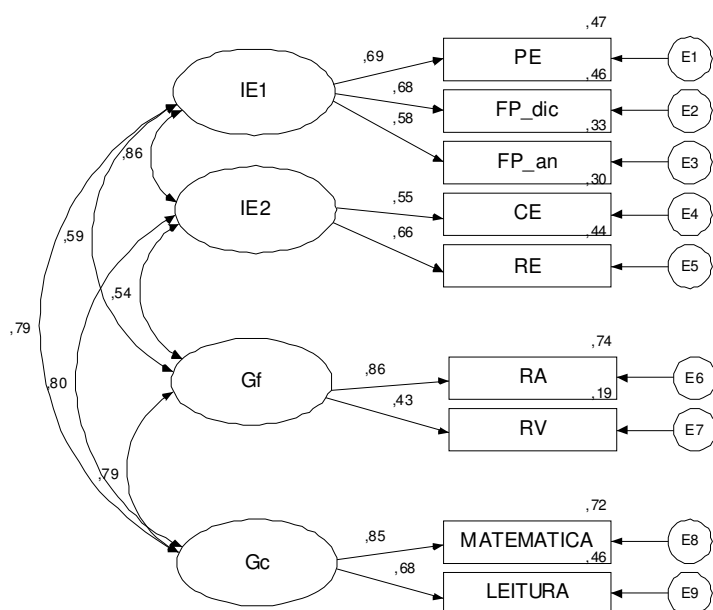 ,47
,69
PE
E1
,46
IE1
,68
FP_dic
E2
,58
,33
,86
FP_an
E3
,30
IE2
,55
CE
E4
,44
,59
,66
RE
E5
,54
,79
,74
,80
Gf
,86
RA
E6
,19
,43
RV
E7
,79
,72
,85
MATEMATICA
E8
Gc
,46
,68
LEITURA
E9